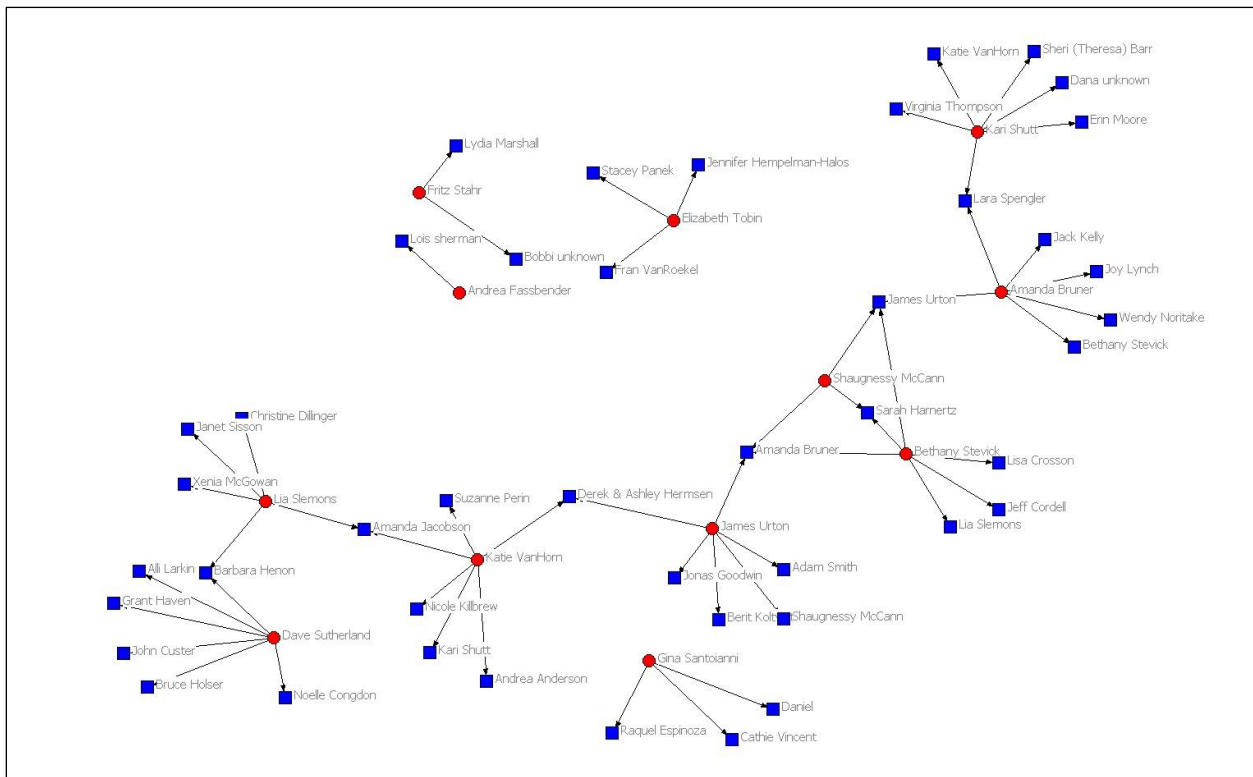 Katie VanHorn
Sheri (Theresa) Barr
Dana unknown
Virginia Thompson
Erin Moore
Kari Shutt
Lydia Marshall
Jennifer Hempelman-Halos
Stacey Panek
Fritz Stahr
Lara Spengler
Elizabeth Tobin
Lois sherman
Jack Kelly
Bobbi unknown
Fran VanRoekel
Joy Lynch
Andrea Fassbender
Amanda Bruner
James Urton
Wendy Noritake
Bethany Stevick
Shaugnessy McCann
Christine Dillinger
Sarah Harnertz
Janet Sisson
Amanda Bruner
Bethany Stevick
Lisa Crosson
Xenia McGowan
Suzanne Perin
Derek & Ashley Hermsen
Lia Slemons
Jeff Cordell
Amanda Jacobson
James Urton
Lia Slemons
Katie VanHorn
Alli Larkin
Barbara Henon
Adam Smith
Jonas Goodwin
Grant Haven
Nicole Killbrew
Berit
Shaugnessy McCann
Dave Sutherland
John Custer
Kari Shutt
Gina Santoianni
Andrea Anderson
Bruce Holser
Noelle Congdon
Daniel
Raquel Espinoza
Cathie Vincent